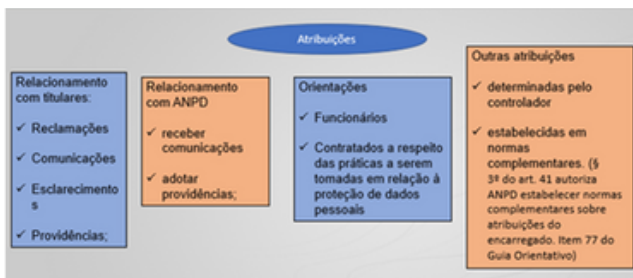 Atribuições
Relacionamento
com titulares:
✓ Reclamações
✓ Comunicações
✓ Esclarecimento
s
✓ Providências;
Relacionamento
com ANPD
✓ receber
comunicações
✓ adotar
providências;
Orientações
✓ Funcionários
✓ Contratados a respeito
das práticas a serem
tomadas em relação à
proteção de dados
pessoais
Outras atribuições
✓ determinadas pelo
controlador
✓ estabelecidas em
normas
complementares. (§
3º do art. 41 autoriza
ANPD estabelecer normas
complementares sobre
atribuições do
encarregado. Item 77 do
Guia Orientativo)